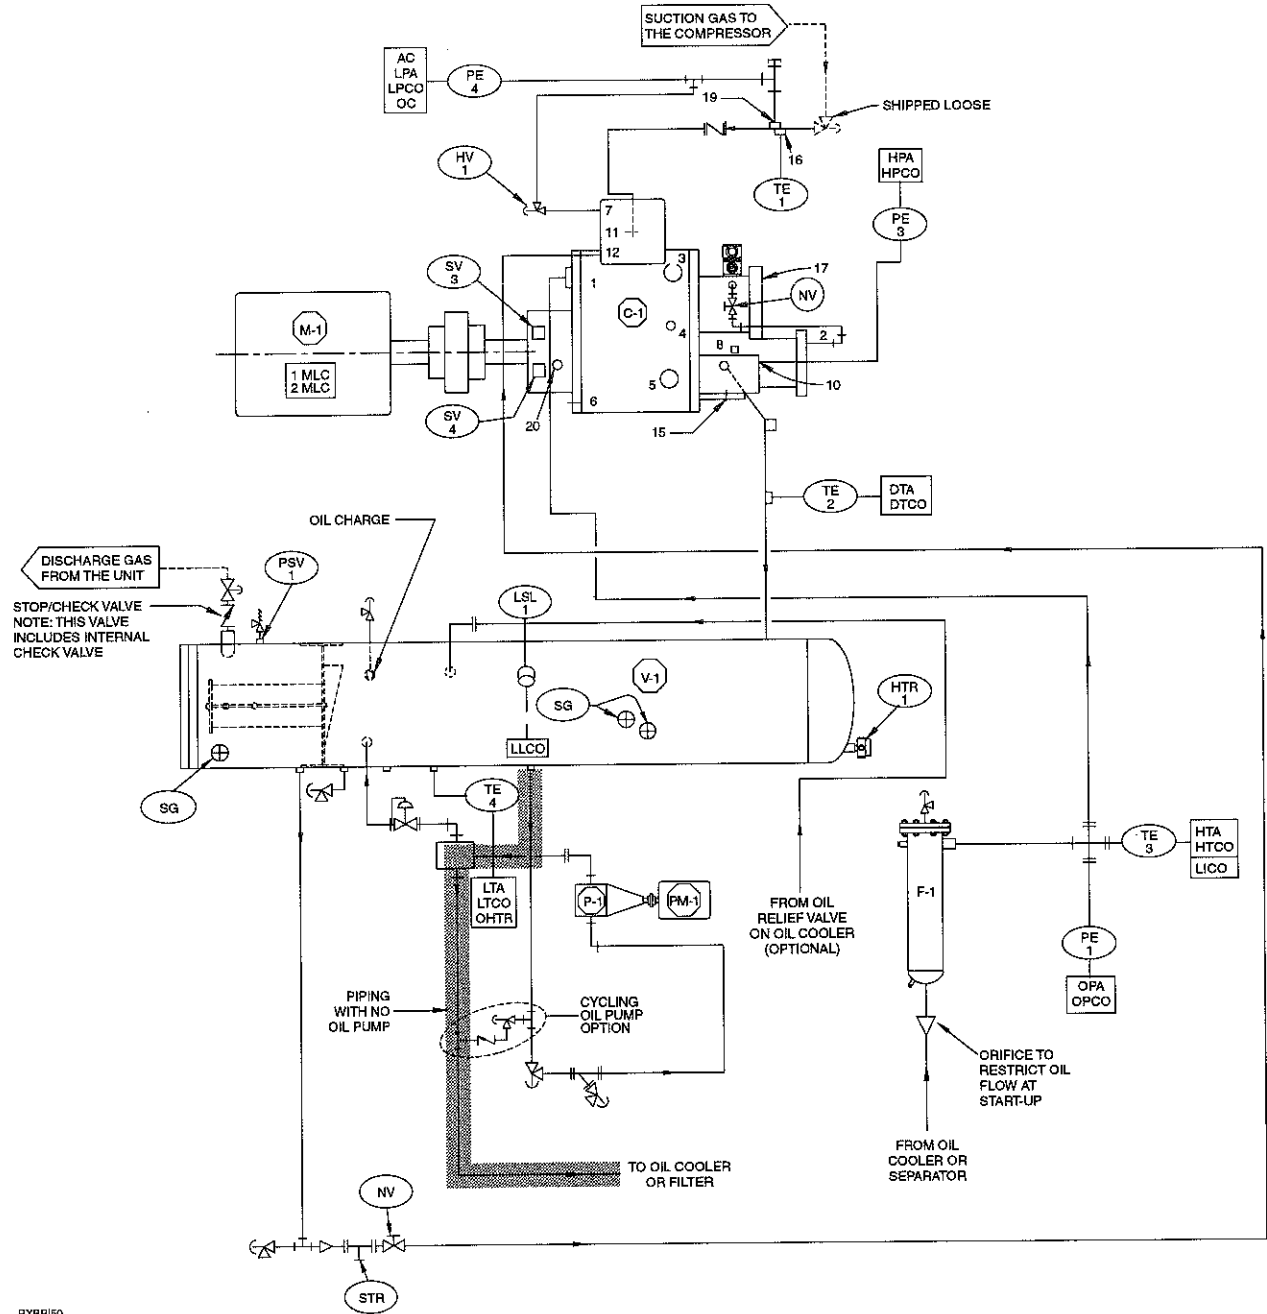 SUCTION GAS TO
THE COMPRESSOR
AC
LPA
LPCO
OC
PE
4
19
SHIPPED LOOSE
16
HPA
HPCO
HV
1
TE
1
PE
3
7
11
12
SV
3
1
3
17
NV
C-1
M-1
4
2
8
1 MLC
2 MLC
5
10
6
SV
4
20
15
TE
2
DTA
DTCO
OIL CHARGE
DISCHARGE GAS
FROM THE UNIT
PSV
1
STOP/CHECK VALVE
NOTE: THIS VALVE
INCLUDES INTERNAL
CHECK VALVE
LSL
1
V-1
HTR
1
SG
LLCO
SG
TE
4
LTA
LTCO
OHTR
P-1
PM-1
FROM OIL
RELIEF VALVE
ON OIL COOLER
(OPTIONAL)
F-1
TE
3
HTA
HTCO
LICO
PE
1
OPA
OPCO
PIPING
WITH NO
OIL PUMP
CYCLING
OIL PUMP
OPTION
ORIFICE TO
RESTRICT OIL
FLOW AT
START-UP
FROM OIL
COOLER OR
SEPARATOR
TO OIL COOLER
OR FILTER
NV
STR